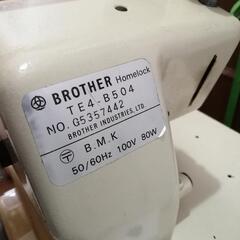 BROTHER Homelock
TE4-B504
NO. G5357442
BROTHER INDUSTRIES, LTD.
〒 B.M.K
50/60Hz 100V 80W